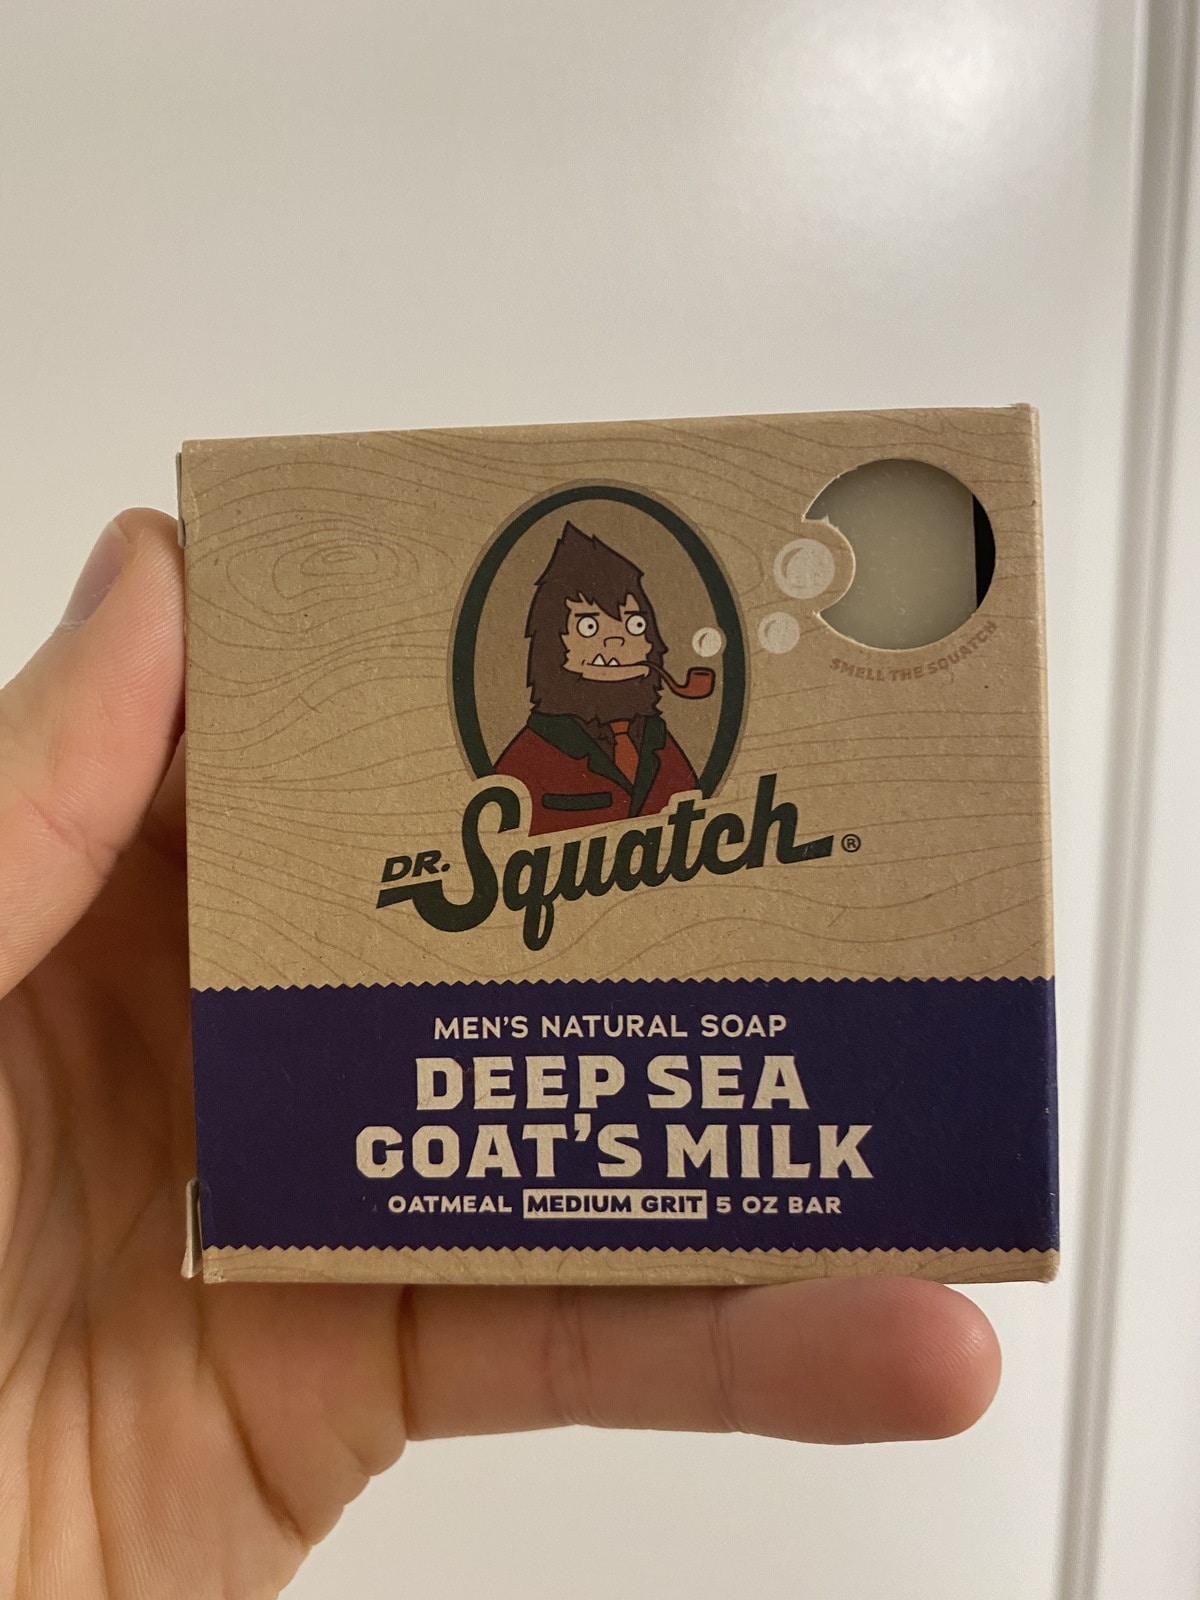 SMELL THE SQUATCH
DR. Squatch®
MEN'S NATURAL SOAP
DEEP SEA
GOAT'S MILK
OATMEAL MEDIUM GRIT 5 OZ BAR